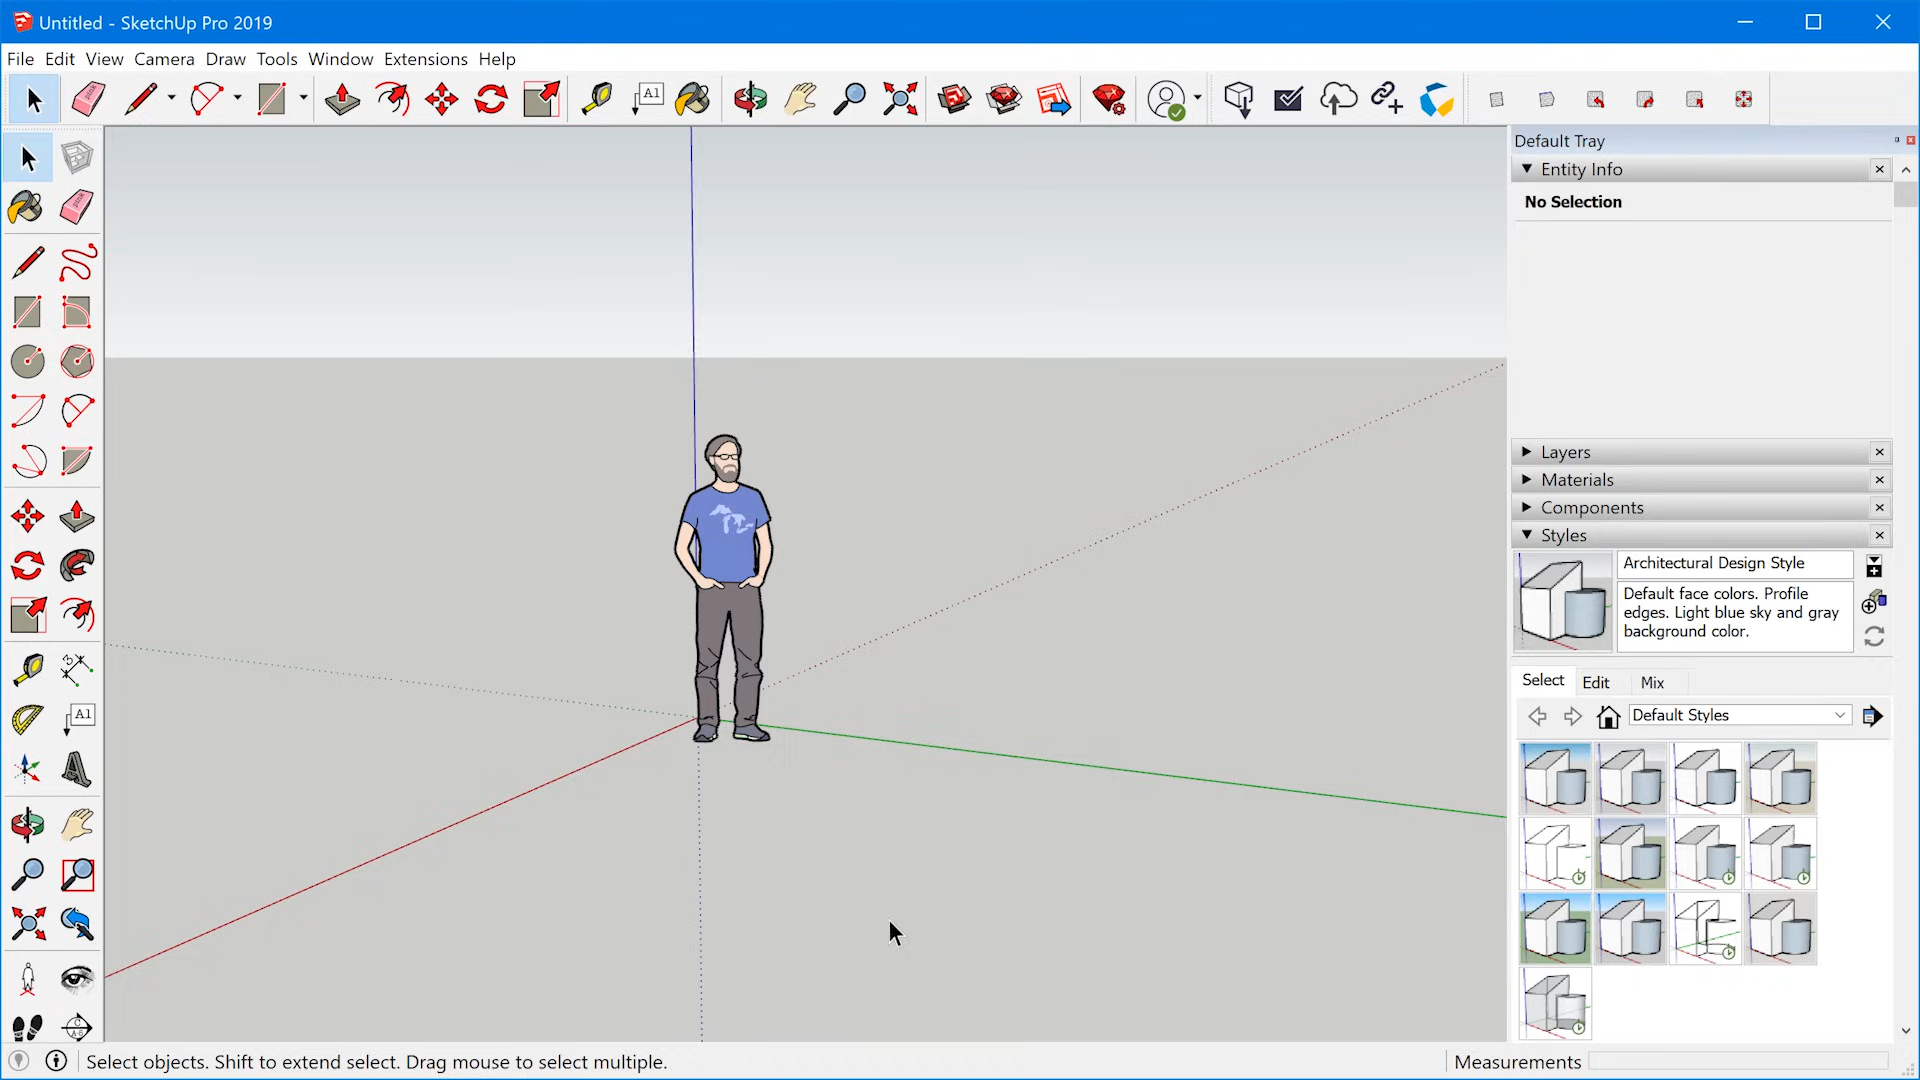 Untitled - SketchUp Pro 2019
File Edit View Camera Draw Tools Window Extensions Help
A1
Default Tray
Entity Info
No Selection
Layers
Materials
Components
Styles
Architectural Design Style
Default face colors. Profile
edges. Light blue sky and gray
background color.
Select Edit Mix
Default Styles
A1
Select objects. Shift to extend select. Drag mouse to select multiple.
Measurements